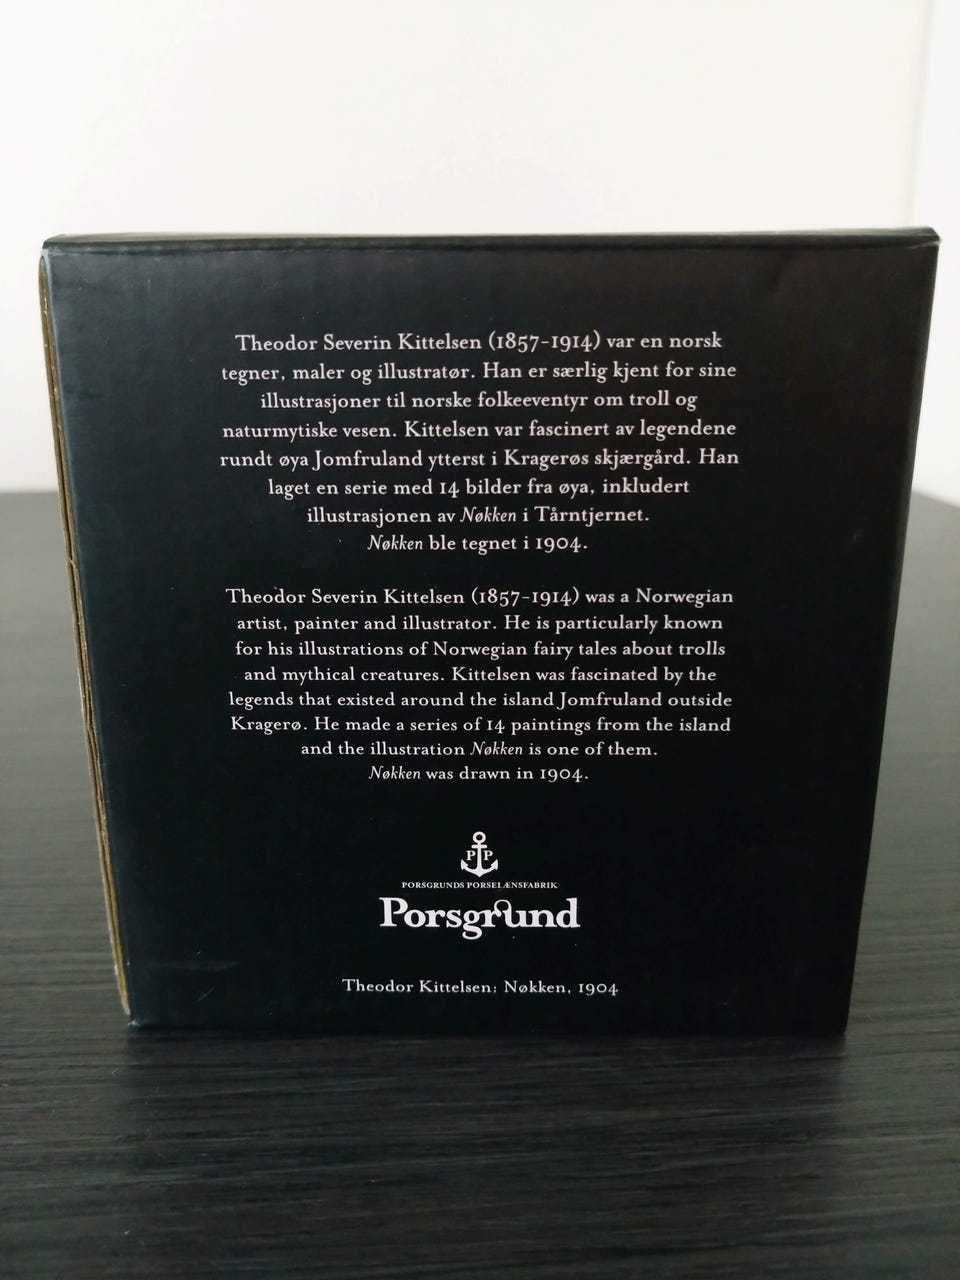 Theodor Severin Kittelsen (1857-1914) var en norsk
tegner, maler og illustratør. Han er særlig kjent for sine
illustrasjoner til norske folkeeventyr om troll og
naturmytiske vesen. Kittelsen var fascinert av legendene
rundt øya Jomfruland ytterst i Kragerøs skjærgård. Han
laget en serie med 14 bilder fra øya, inkludert
illustrasjonen av Nøkken i Tårntjernet.
Nøkken ble tegnet i 1904.
Theodor Severin Kittelsen (1857-1914) was a Norwegian
artist, painter and illustrator. He is particularly known
for his illustrations of Norwegian fairy tales about trolls
and mythical creatures. Kittelsen was fascinated by the
legends that existed around the island Jomfruland outside
Kragerø. He made a series of 14 paintings from the island
and the illustration Nøkken is one of them.
Nøkken was drawn in 1904.
P P
PORSGRUNDS PORSELÆNSFABRIK
Porsgrund
Theodor Kittelsen: Nøkken, 1904